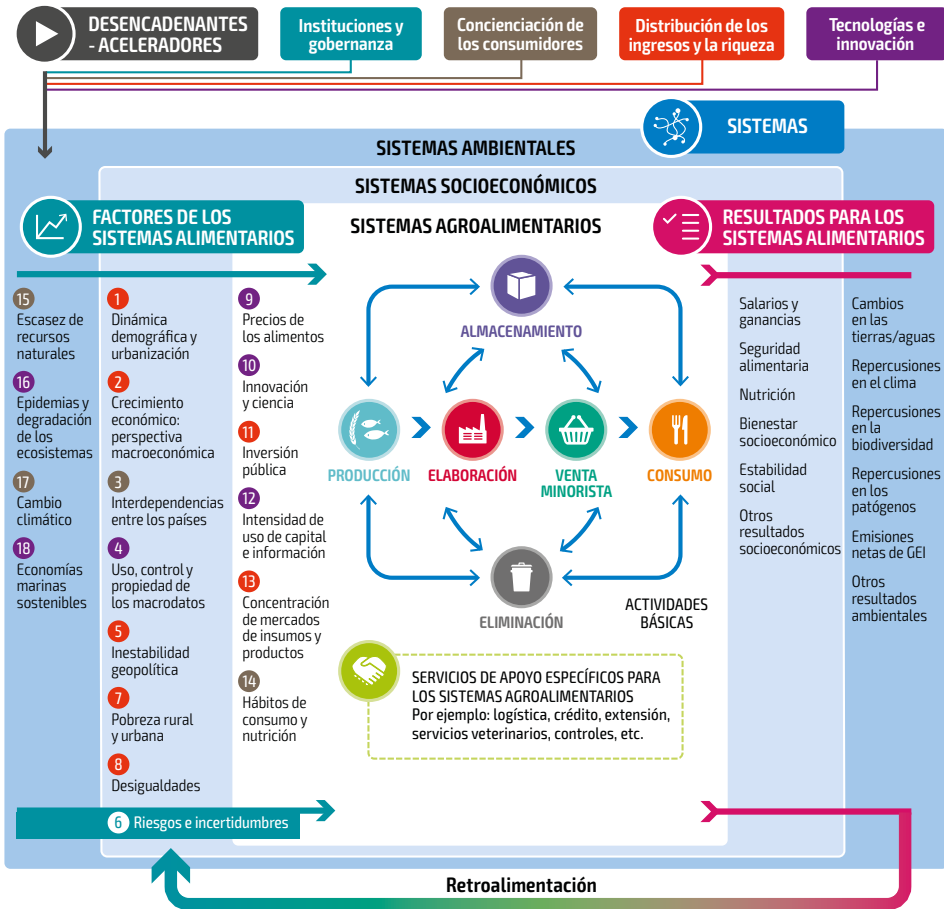 DESENCADENANTES
- ACELERADORES
Instituciones y
gobernanza
Concienciación de
los consumidores
Distribución de los
ingresos y la riqueza
Tecnologías e
innovación
SISTEMAS
SISTEMAS AMBIENTALES
SISTEMAS SOCIOECONÓMICOS
SISTEMAS AGROALIMENTARIOS
FACTORES DE LOS
SISTEMAS ALIMENTARIOS
RESULTADOS PARA LOS
SISTEMAS ALIMENTARIOS
15
Escasez de
recursos
naturales
16
Epidemias y
degradación
de los
ecosistemas
17
Cambio
climático
18
Economías
marinas
sostenibles
1
Dinámica
demográfica y
urbanización
2
Crecimiento
económico:
perspectiva
macroeconómica
3
Interdependencias
entre los países
4
Uso, control y
propiedad de
los macrodatos
5
Inestabilidad
geopolítica
7
Pobreza rural
y urbana
8
Desigualdades
6 Riesgos e incertidumbres
9
Precios de
los alimentos
10
Innovación
y ciencia
11
Inversión
pública
12
Intensidad de
uso de capital
e información
13
Concentración
de mercados
de insumos y
productos
14
Hábitos de
consumo y
nutrición
ALMACENAMIENTO
PRODUCCIÓN
ELABORACIÓN
VENTA
MINORISTA
CONSUMO
ELIMINACIÓN
ACTIVIDADES
BÁSICAS
SERVICIOS DE APOYO ESPECÍFICOS PARA
LOS SISTEMAS AGROALIMENTARIOS
Por ejemplo: logística, crédito, extensión,
servicios veterinarios, controles, etc.
Salarios y
ganancias
Seguridad
alimentaria
Nutrición
Bienestar
socioeconómico
Estabilidad
social
Otros
resultados
socioeconómicos
Cambios
en las
tierras/aguas
Repercusiones
en el clima
Repercusiones
en la
biodiversidad
Repercusiones
en los
patógenos
Emisiones
netas de GEI
Otros
resultados
ambientales
Retroalimentación